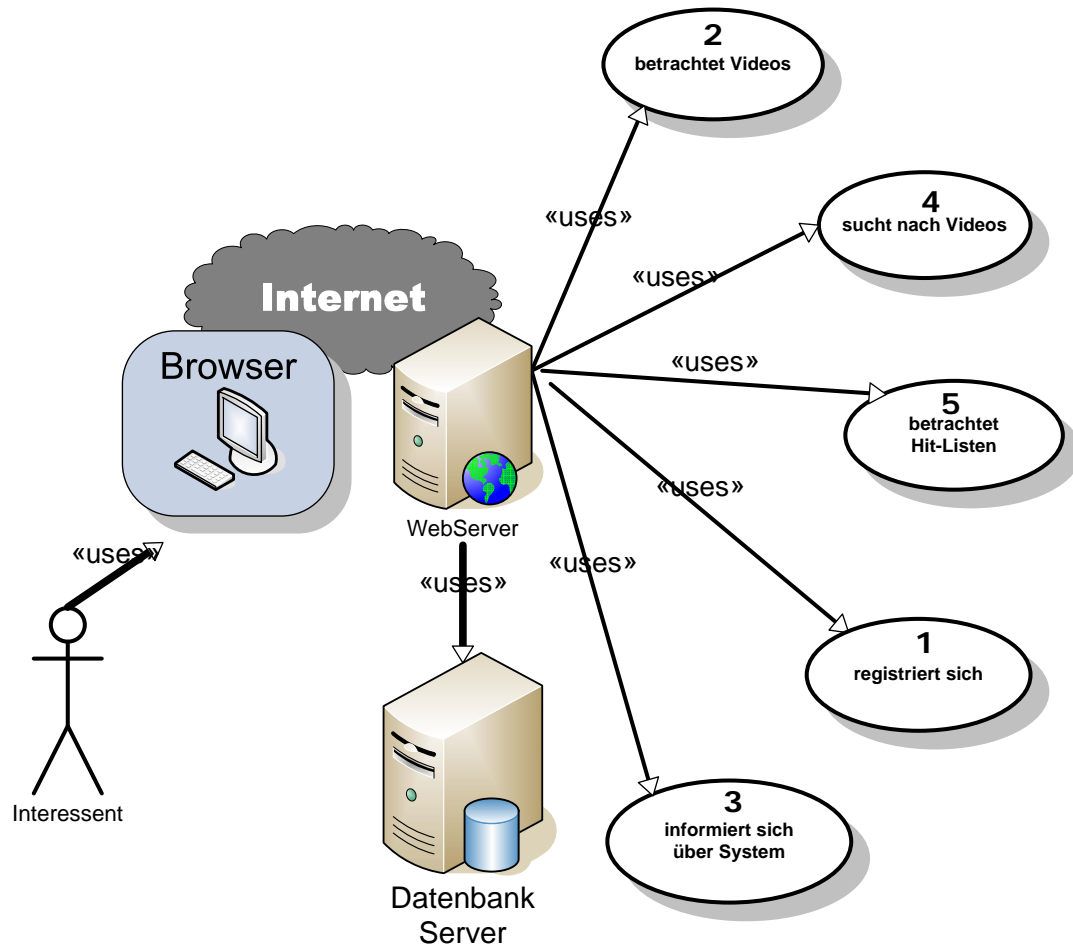 2
betrachtet Videos
«uses»
4
sucht nach Videos
«uses»
Internet
Browser
«uses»
5
betrachtet
Hit-Listen
«uses»
WebServer
«uses»
«uses»
«uses»
1
registriert sich
Interessent
3
informiert sich
über System
Datenbank
Server